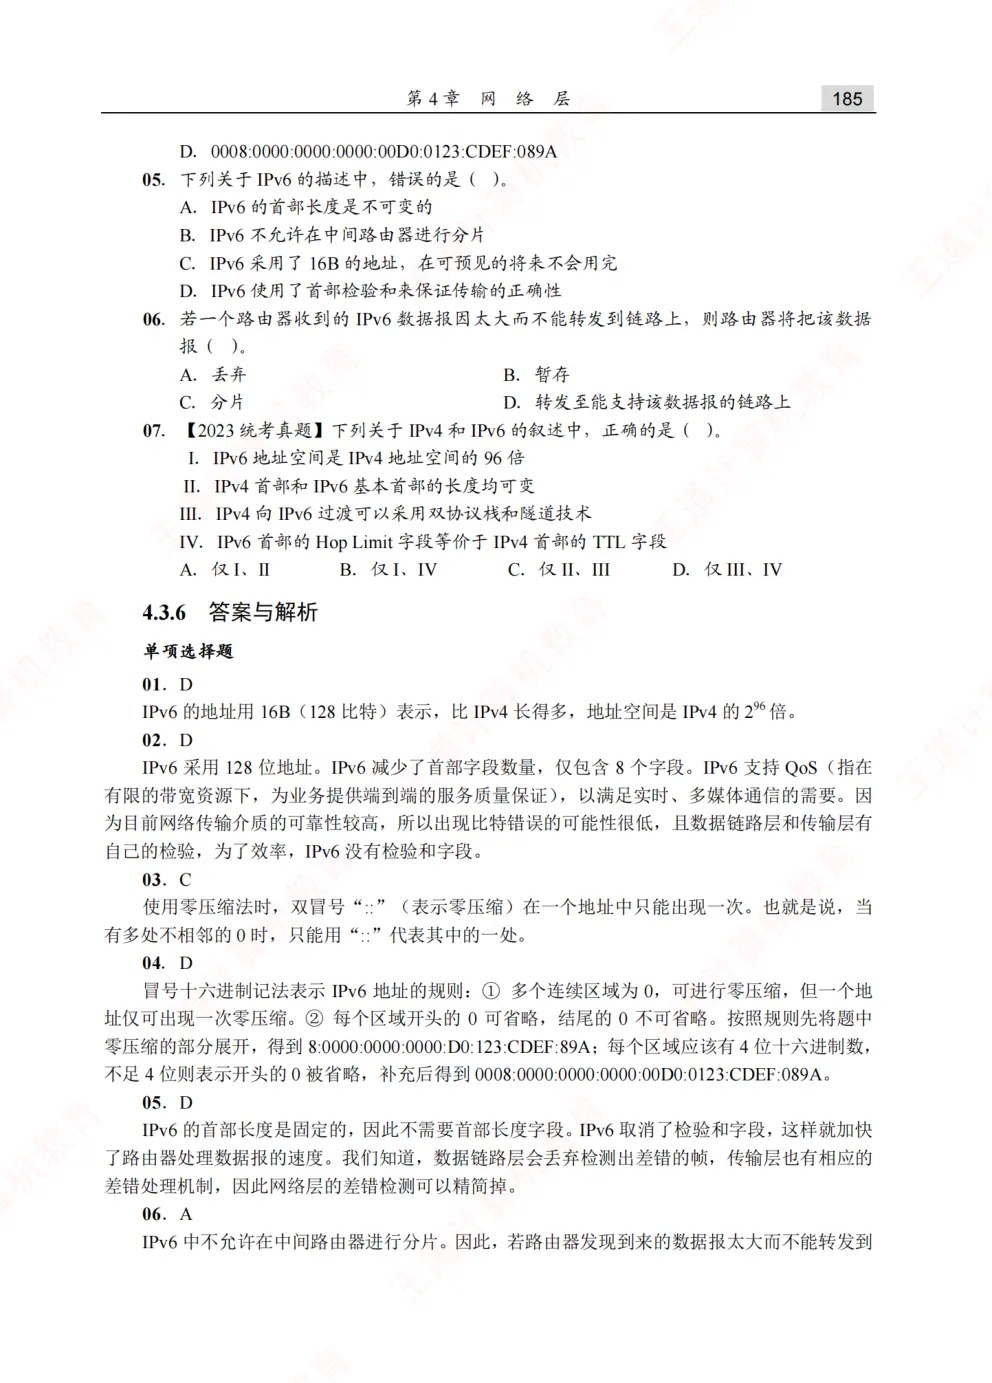 第 4 章 网 络 层 185
D. 0008:0000:0000:0000:00D0:0123:CDEF:089A
05. 下列关于 IPv6 的描述中，错误的是（ ）。
A. IPv6 的首部长度是不可变的
B. IPv6 不允许在中间路由器进行分片
C. IPv6 采用了 16B 的地址，在可预见的将来不会用完
D. IPv6 使用了首部检验和来保证传输的正确性
06. 若一个路由器收到的 IPv6 数据报因太大而不能转发到链路上，则路由器将把该数据
报（ ）。
A. 丢弃 B. 暂存
C. 分片 D. 转发至能支持该数据报的链路上
07. 【2023 统考真题】下列关于 IPv4 和 IPv6 的叙述中，正确的是（ ）。
I. IPv6 地址空间是 IPv4 地址空间的 96 倍
II. IPv4 首部和 IPv6 基本首部的长度均可变
III. IPv4 向 IPv6 过渡可以采用双协议栈和隧道技术
IV. IPv6 首部的 Hop Limit 字段等价于 IPv4 首部的 TTL 字段
A. 仅 I、II B. 仅 I、IV C. 仅 II、III D. 仅 III、IV
4.3.6 答案与解析
单项选择题
01. D
IPv6 的地址用 16B（128 比特）表示，比 IPv4 长得多，地址空间是 IPv4 的 2⁹⁶ 倍。
02. D
IPv6 采用 128 位地址。IPv6 减少了首部字段数量，仅包含 8 个字段。IPv6 支持 QoS（指在
有限的带宽资源下，为业务提供端到端的服务质量保证），以满足实时、多媒体通信的需要。因
为目前网络传输介质的可靠性较高，所以出现比特错误的可能性很低，且数据链路层和传输层有
自己的检验，为了效率，IPv6 没有检验和字段。
03. C
使用零压缩法时，双冒号“::”（表示零压缩）在一个地址中只能出现一次。也就是说，当
有多处不相邻的 0 时，只能用“::”代表其中的一处。
04. D
冒号十六进制记法表示 IPv6 地址的规则：① 多个连续区域为 0，可进行零压缩，但一个地
址仅可出现一次零压缩。② 每个区域开头的 0 可省略，结尾的 0 不可省略。按照规则先将题中
零压缩的部分展开，得到 8:0000:0000:0000:D0:123:CDEF:89A；每个区域应该有 4 位十六进制数，
不足 4 位则表示开头的 0 被省略，补充后得到 0008:0000:0000:0000:00D0:0123:CDEF:089A。
05. D
IPv6 的首部长度是固定的，因此不需要首部长度字段。IPv6 取消了检验和字段，这样就加快
了路由器处理数据报的速度。我们知道，数据链路层会丢弃检测出差错的帧，传输层也有相应的
差错处理机制，因此网络层的差错检测可以精简掉。
06. A
IPv6 中不允许在中间路由器进行分片。因此，若路由器发现到来的数据报太大而不能转发到